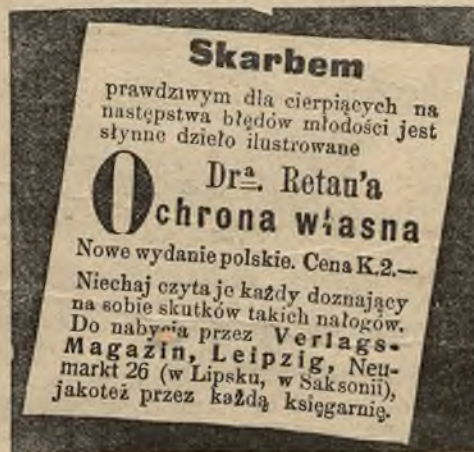 Skarbem
prawdziwym dla cierpiących na
następstwa błędów młodości jest
słynne dzieło ilustrowane
Dra. Retau'a
Ochrona własna
Nowe wydanie polskie. Cena K.2.—
Niechaj czyta je każdy doznający
na sobie skutków takich nałogów.
Do nabycia przez Verlags-
Magazin, Leipzig, Neu-
markt 26 (w Lipsku, w Saksonii),
jakoteż przez każdą księgarnię.